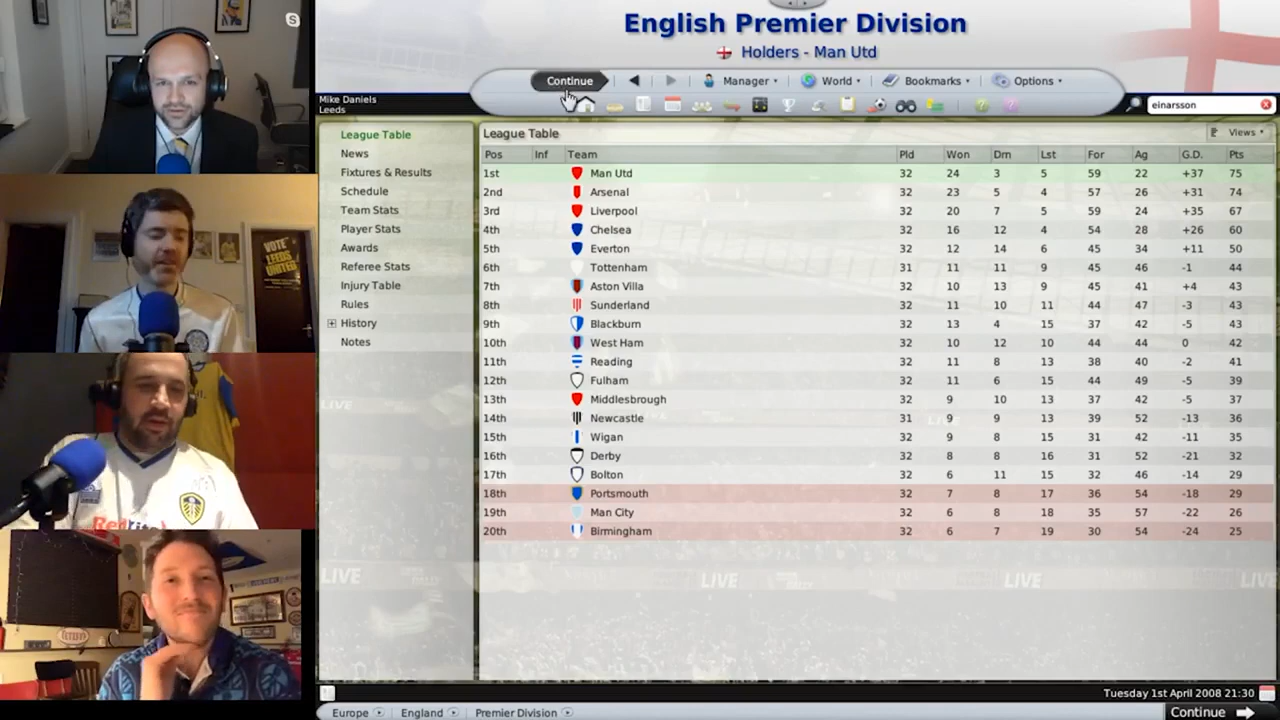 English Premier Division
Holders - Man Utd
Continue Manager World Bookmarks Options
Mike Daniels
Leeds
einarsson
League Table
News
Fixtures & Results
Schedule
Team Stats
Player Stats
Awards
Referee Stats
Injury Table
Rules
History
Notes
League Table Views
Pos Inf Team Pld Won Drn Lst For Ag G.D. Pts
1st Man Utd 32 24 3 5 59 22 +37 75
2nd Arsenal 32 23 5 4 57 26 +31 74
3rd Liverpool 32 20 7 5 59 24 +35 67
4th Chelsea 32 16 12 4 54 28 +26 60
5th Everton 32 12 14 6 45 34 +11 50
6th Tottenham 31 11 11 9 45 46 -1 44
7th Aston Villa 32 10 13 9 45 41 +4 43
8th Sunderland 32 11 10 11 44 47 -3 43
9th Blackburn 32 13 4 15 37 42 -5 43
10th West Ham 32 10 12 10 44 44 0 42
11th Reading 32 11 8 13 38 40 -2 41
12th Fulham 32 11 6 15 44 49 -5 39
13th Middlesbrough 32 9 10 13 37 42 -5 37
14th Newcastle 31 9 9 13 39 52 -13 36
15th Wigan 32 9 8 15 31 42 -11 35
16th Derby 32 8 8 16 31 52 -21 32
17th Bolton 32 6 11 15 32 46 -14 29
18th Portsmouth 32 7 8 17 36 54 -18 29
19th Man City 32 6 8 18 35 57 -22 26
20th Birmingham 32 6 7 19 30 54 -24 25
LIVE
LIVE
LIVE LIVE LIVE LIVE
Tuesday 1st April 2008 21:30
Europe England Premier Division Continue
VOTE
LEEDS
UNITED